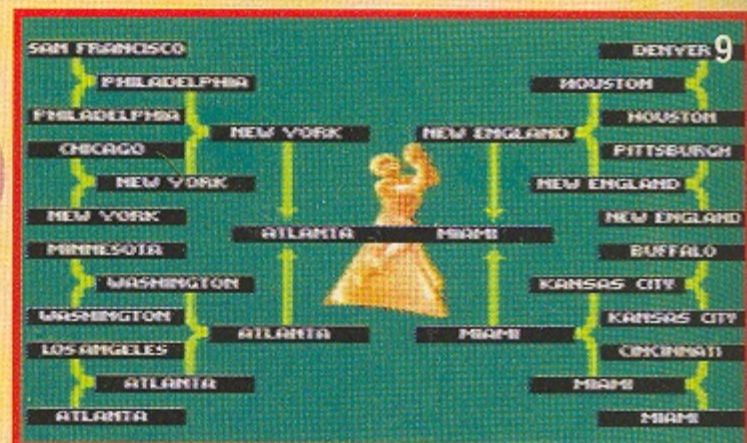 SAN FRANCISCO
DENVER 9
PHILADELPHIA
HOUSTON
PHILADELPHIA
HOUSTON
NEW YORK
NEW ENGLAND
CHICAGO
PITTSBURGH
NEW YORK
NEW ENGLAND
NEW YORK
NEW ENGLAND
ATLANTA
MIAMI
MINNESOTA
BUFFALO
WASHINGTON
KANSAS CITY
WASHINGTON
KANSAS CITY
ATLANTA
MIAMI
LOS ANGELES
CINCINNATI
ATLANTA
MIAMI
ATLANTA
MIAMI